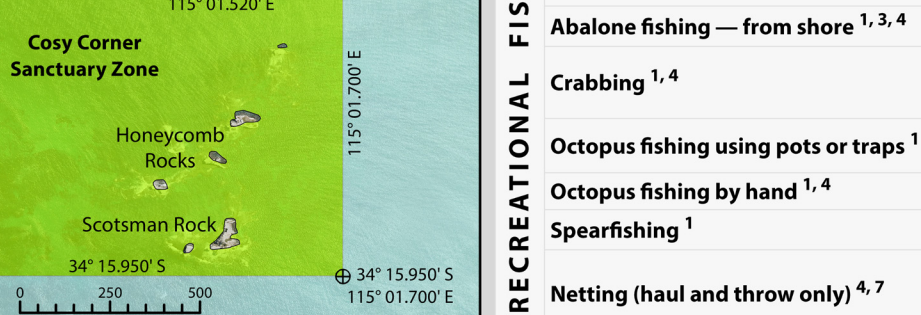 115° 01.520' E
Cosy Corner
Sanctuary Zone
115° 01.700' E
Honeycomb
Rocks
Scotsman Rock
34° 15.950' S
34° 15.950' S
115° 01.700' E
0 250 500
RECREATIONAL FIS
Abalone fishing — from shore 1, 3, 4
Crabbing 1, 4
Octopus fishing using pots or traps 1
Octopus fishing by hand 1, 4
Spearfishing 1
Netting (haul and throw only) 4, 7